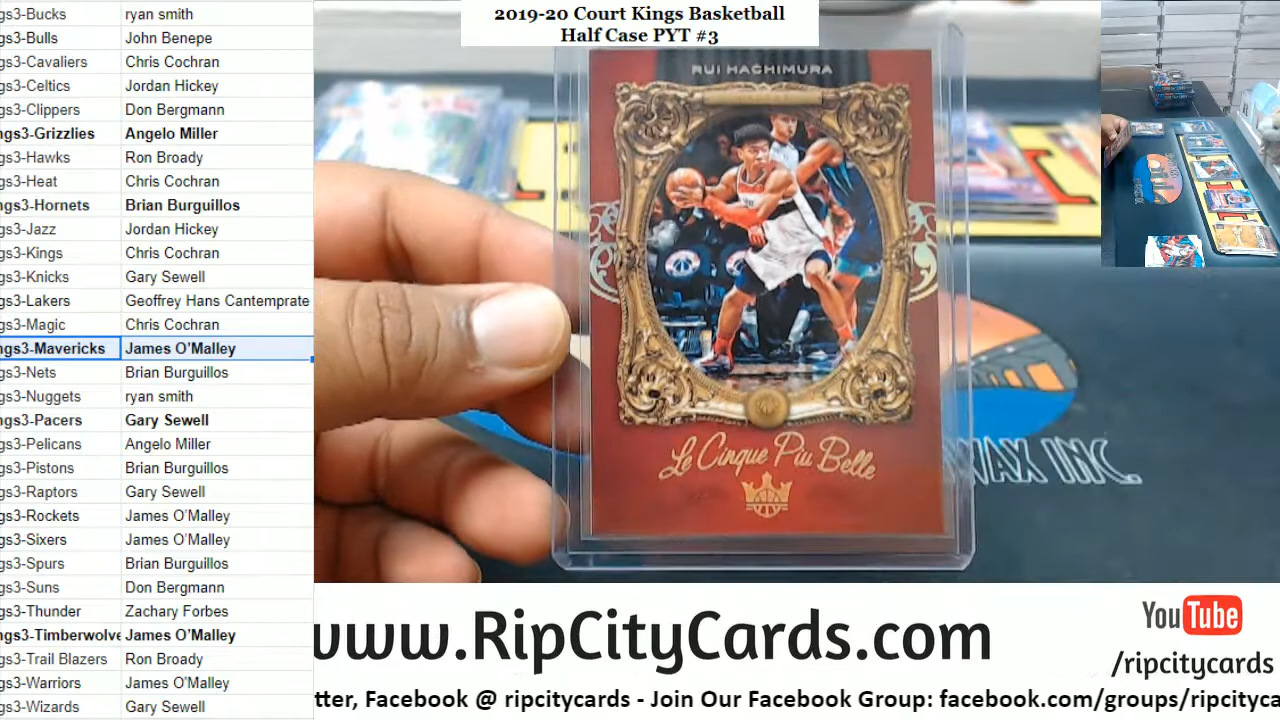 gs3-Bucks ryan smith
gs3-Bulls John Benepe
gs3-Cavaliers Chris Cochran
gs3-Celtics Jordan Hickey
gs3-Clippers Don Bergmann
ngs3-Grizzlies Angelo Miller
gs3-Hawks Ron Broady
gs3-Heat Chris Cochran
ngs3-Hornets Brian Burguillos
gs3-Jazz Jordan Hickey
gs3-Kings Chris Cochran
gs3-Knicks Gary Sewell
gs3-Lakers Geoffrey Hans Cantemprate
gs3-Magic Chris Cochran
ngs3-Mavericks James O'Malley
gs3-Nets Brian Burguillos
gs3-Nuggets ryan smith
ngs3-Pacers Gary Sewell
gs3-Pelicans Angelo Miller
gs3-Pistons Brian Burguillos
gs3-Raptors Gary Sewell
gs3-Rockets James O'Malley
gs3-Sixers James O'Malley
gs3-Spurs Brian Burguillos
gs3-Suns Don Bergmann
gs3-Thunder Zachary Forbes
ngs3-Timberwolve James O'Malley
gs3-Trail Blazers Ron Broady
gs3-Warriors James O'Malley
gs3-Wizards Gary Sewell
2019-20 Court Kings Basketball
Half Case PYT #3
RUI HACHIMURA
Le Cinque Piu Belle
WAX INC.
www.RipCityCards.com
YouTube
/ripcitycards
tter, Facebook @ ripcitycards - Join Our Facebook Group: facebook.com/groups/ripcityca